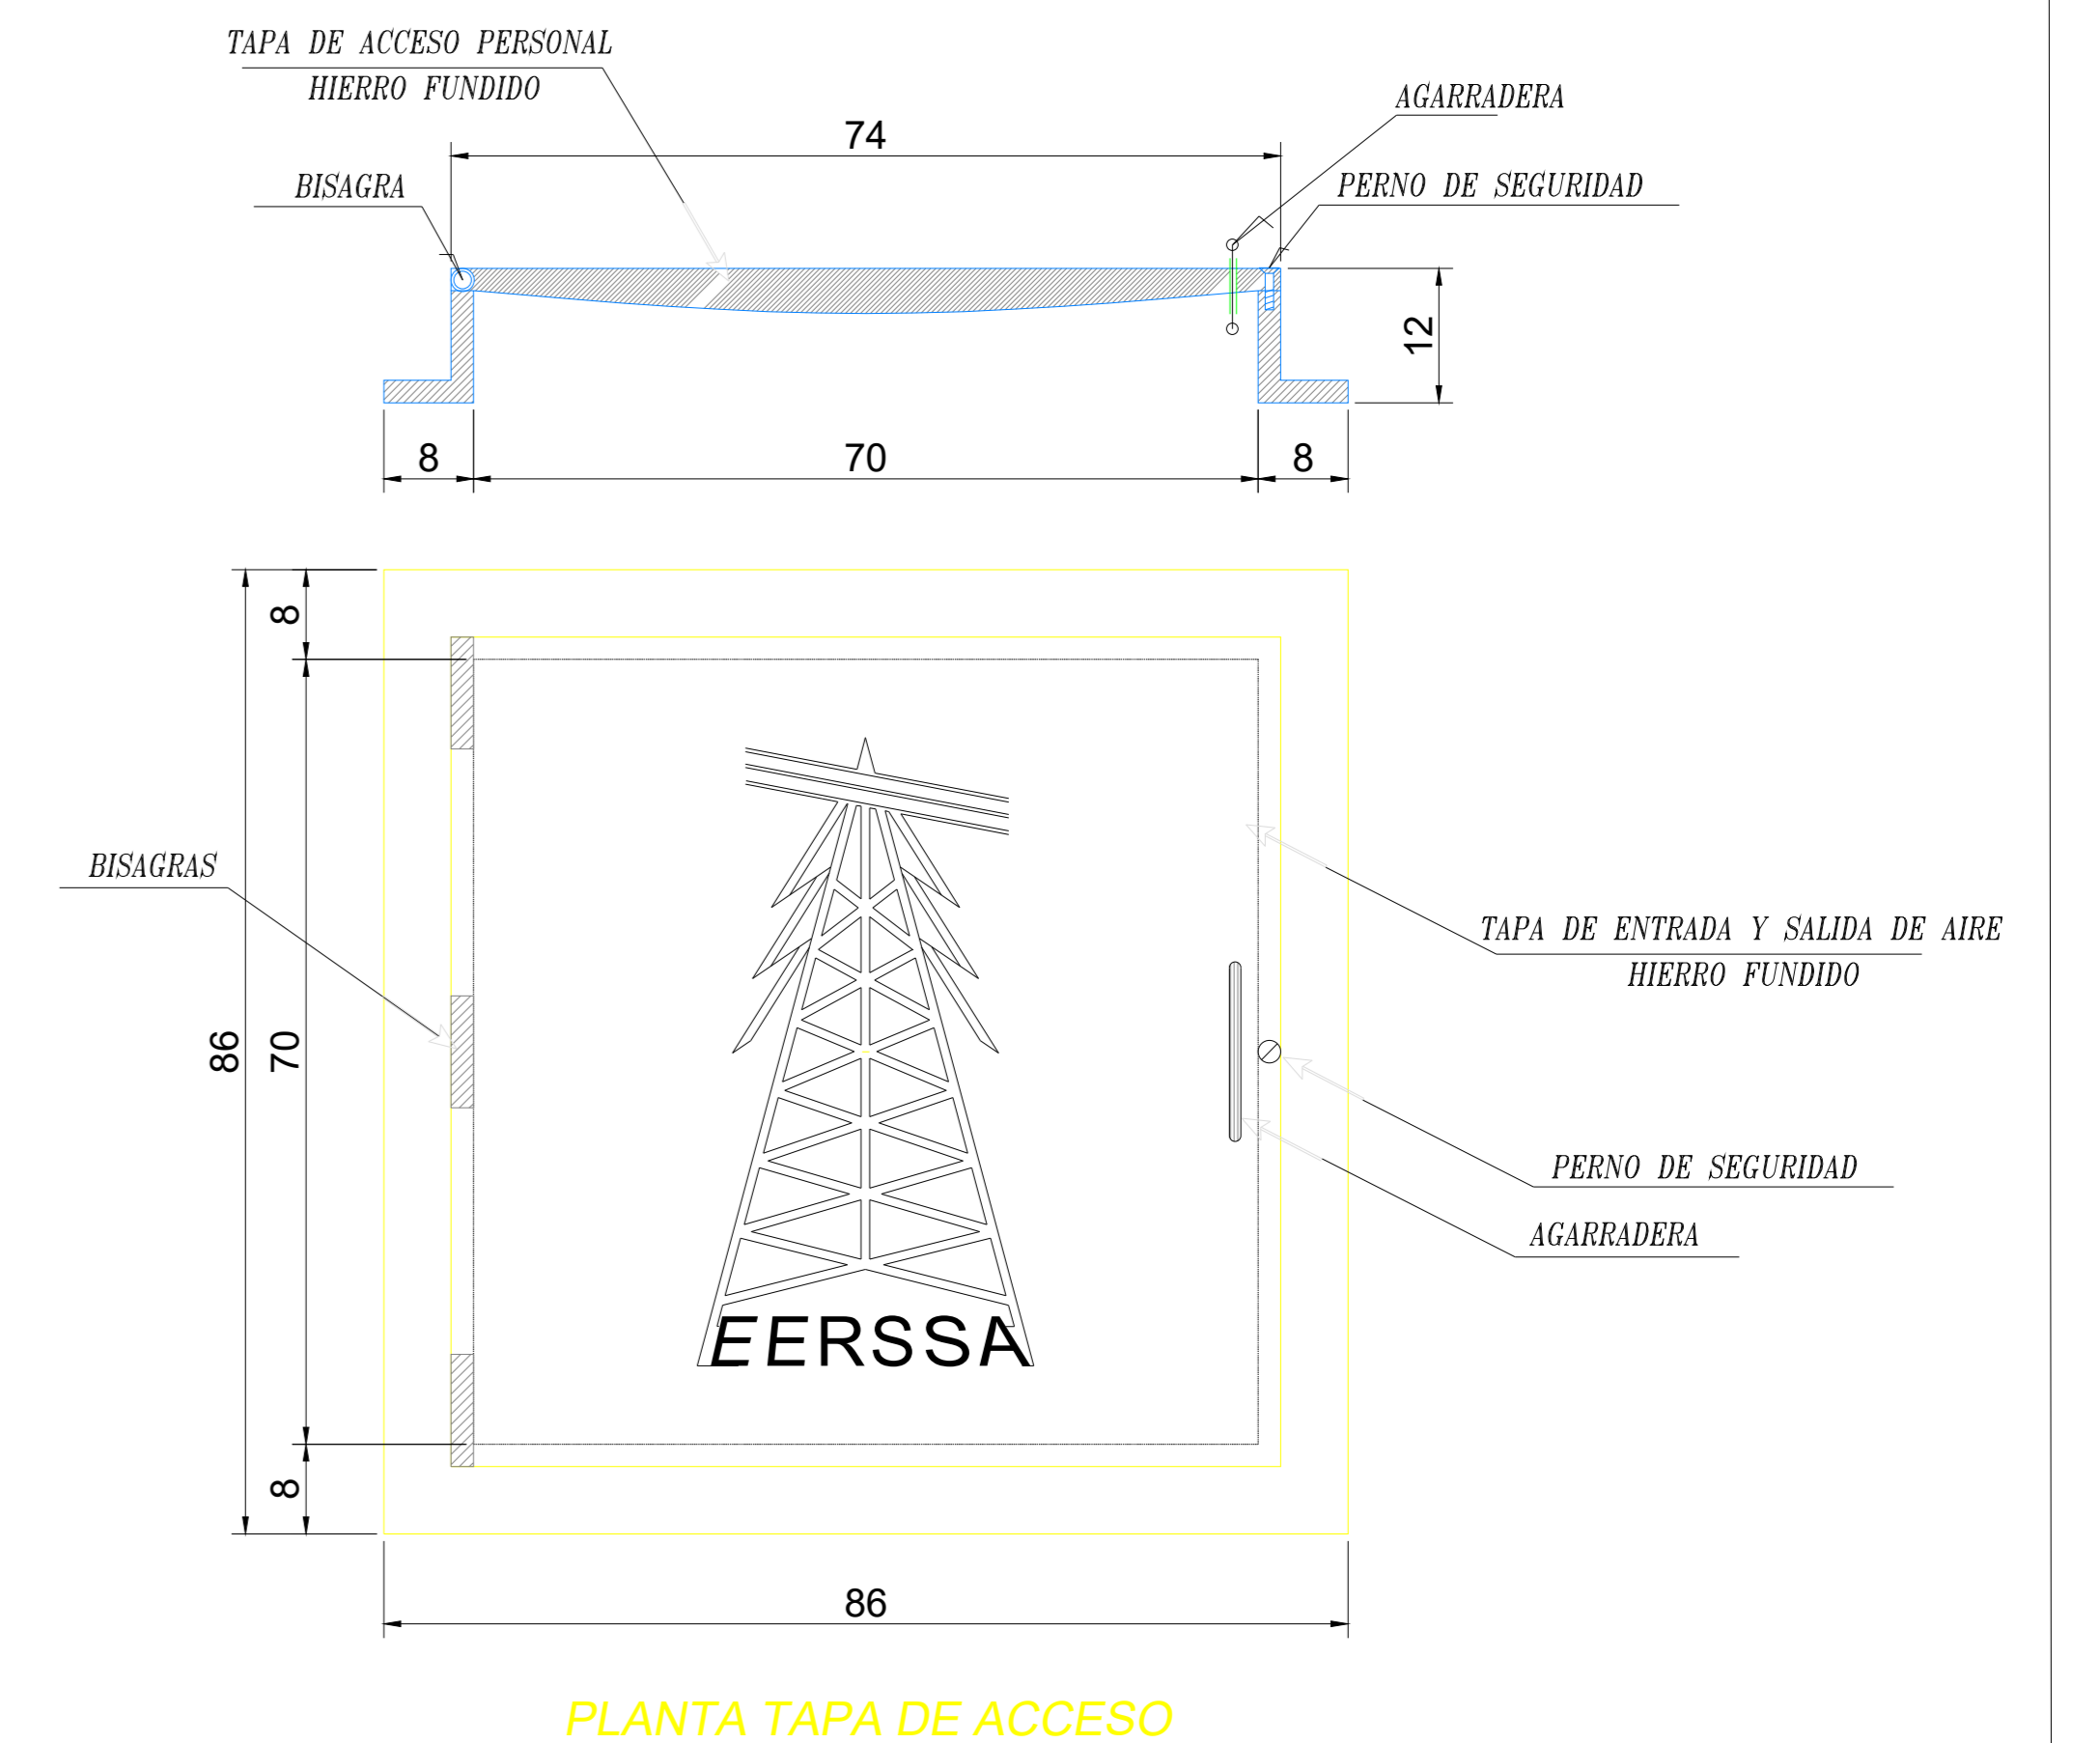 TAPA DE ACCESO PERSONAL
HIERRO FUNDIDO
AGARRADERA
74
BISAGRA
PERNO DE SEGURIDAD
12
8
70
8
8
BISAGRAS
TAPA DE ENTRADA Y SALIDA DE AIRE
HIERRO FUNDIDO
86
70
PERNO DE SEGURIDAD
AGARRADERA
EERSSA
8
86
PLANTA TAPA DE ACCESO